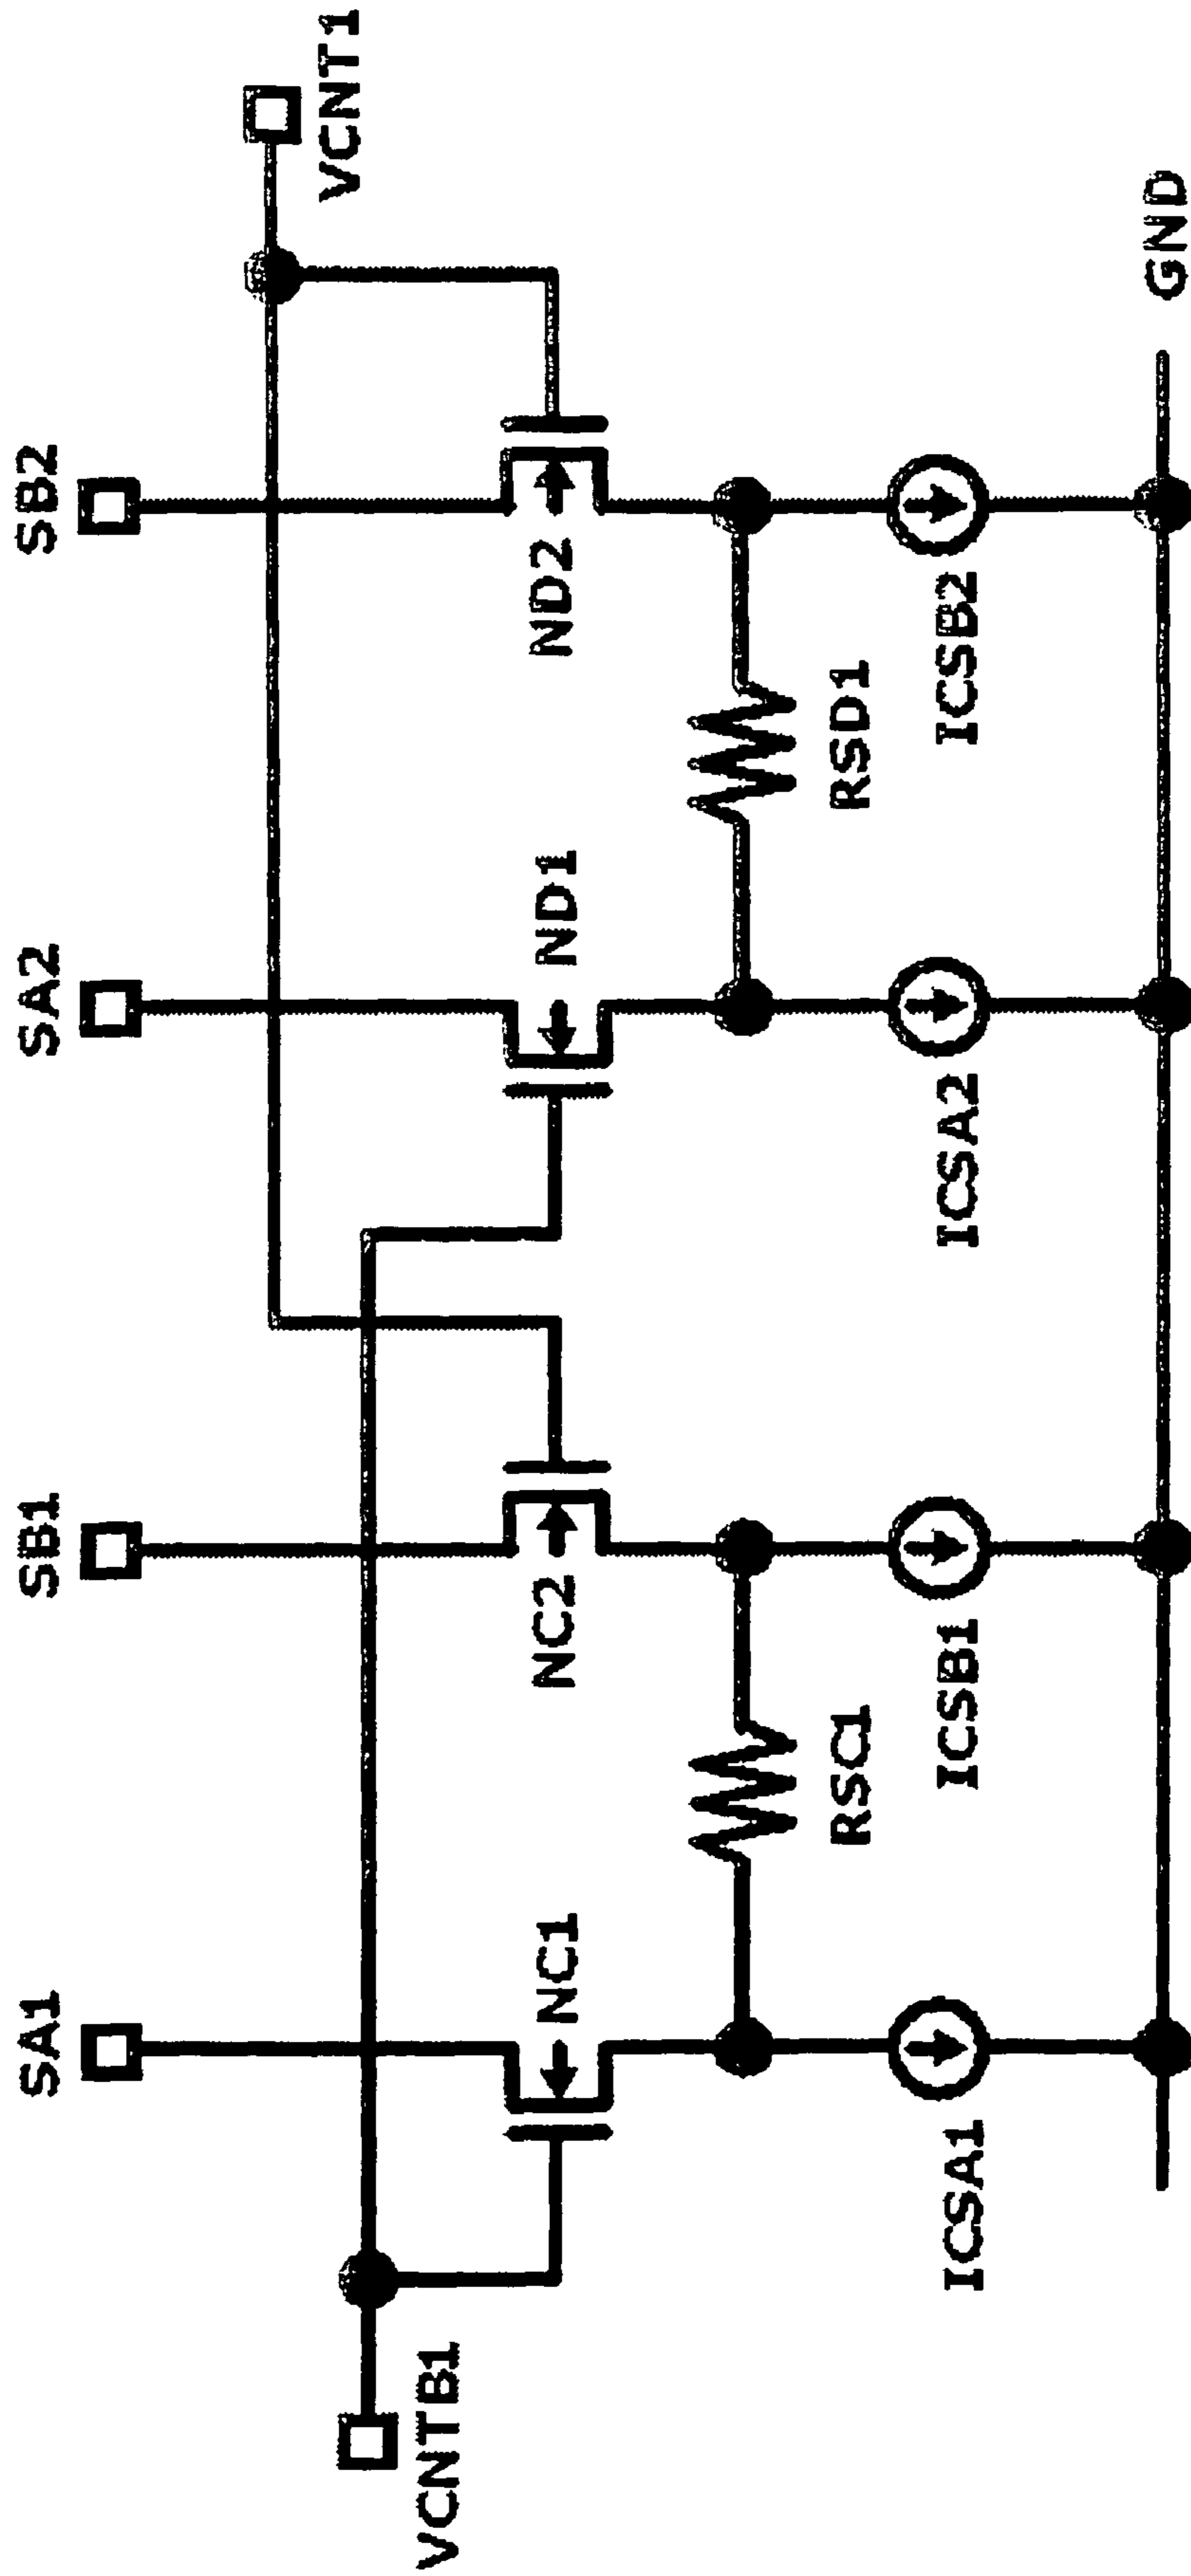 SA1
SB1
SA2
SB2
VCNT1
VCNTB1
NC1
NC2
ND1
ND2
RSC1
RSD1
ICSA1
ICSB1
ICSA2
ICSB2
GND